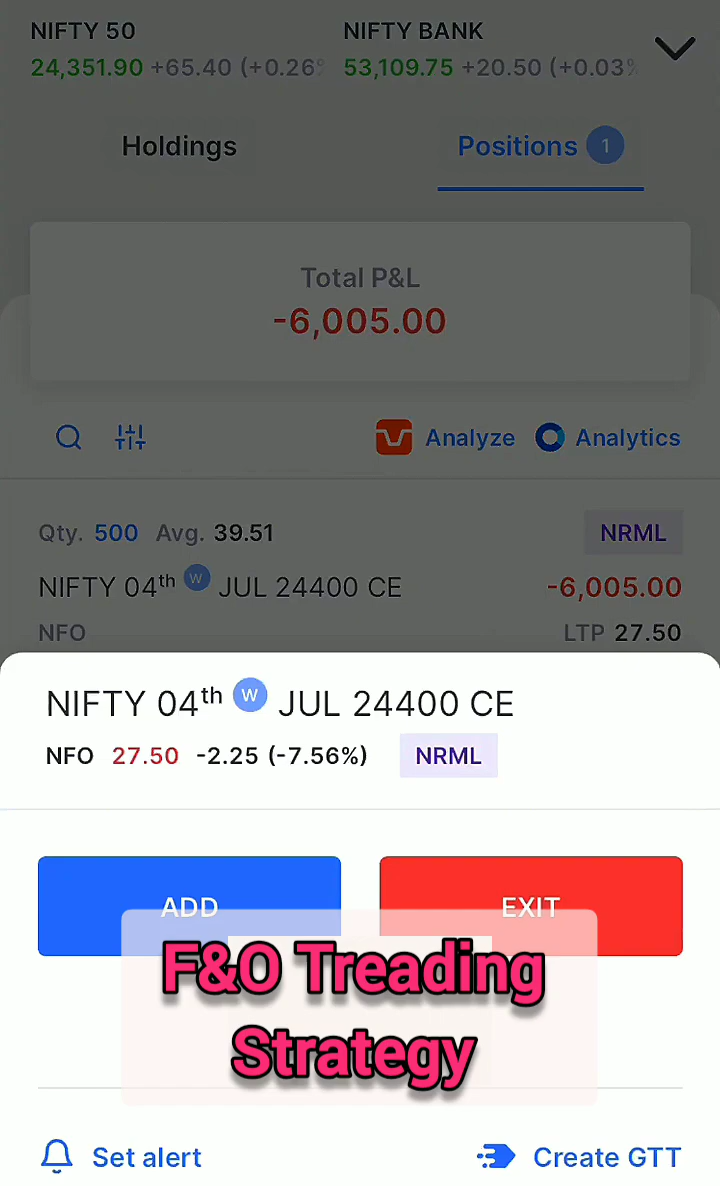 NIFTY 50 NIFTY BANK
24,351.90 +65.40 (+0.26% 53,109.75 +20.50 (+0.03%
Holdings Positions 1
Total P&L
-6,005.00
Analyze Analytics
Qty. 500 Avg. 39.51 NRML
NIFTY 04th W JUL 24400 CE -6,005.00
NFO LTP 27.50
NIFTY 04th W JUL 24400 CE
NFO 27.50 -2.25 (-7.56%) NRML
ADD EXIT
F&O Treading
Strategy
Set alert Create GTT